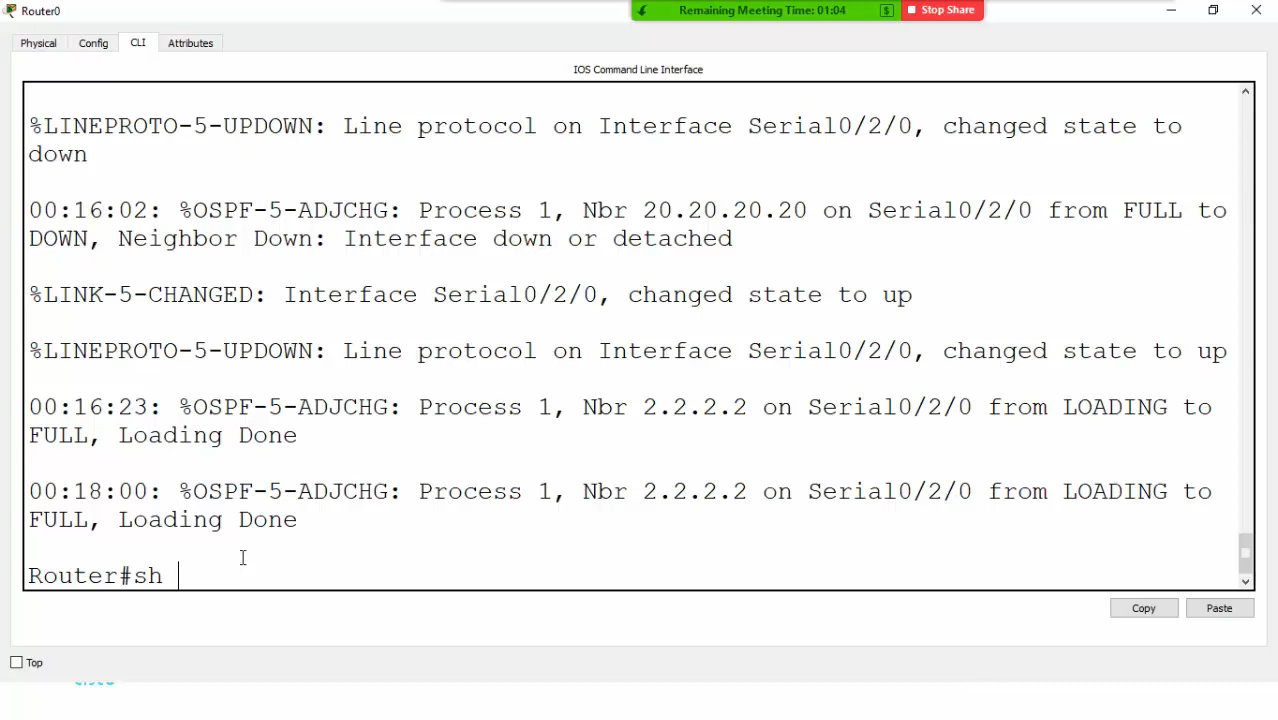 Router0
Remaining Meeting Time: 01:04
$
Stop Share
Physical
Config
CLI
Attributes
IOS Command Line Interface
%LINEPROTO-5-UPDOWN: Line protocol on Interface Serial0/2/0, changed state to
down
00:16:02: %OSPF-5-ADJCHG: Process 1, Nbr 20.20.20.20 on Serial0/2/0 from FULL to
DOWN, Neighbor Down: Interface down or detached
%LINK-5-CHANGED: Interface Serial0/2/0, changed state to up
%LINEPROTO-5-UPDOWN: Line protocol on Interface Serial0/2/0, changed state to up
00:16:23: %OSPF-5-ADJCHG: Process 1, Nbr 2.2.2.2 on Serial0/2/0 from LOADING to
FULL, Loading Done
00:18:00: %OSPF-5-ADJCHG: Process 1, Nbr 2.2.2.2 on Serial0/2/0 from LOADING to
FULL, Loading Done
Router#sh
Copy
Paste
Top